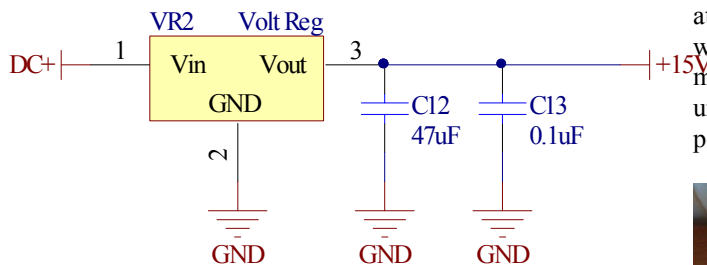 VR2 Volt Reg
DC+ 1 Vin Vout 3 +15V
GND
2
C12 C13
47uF 0.1uF
GND GND GND